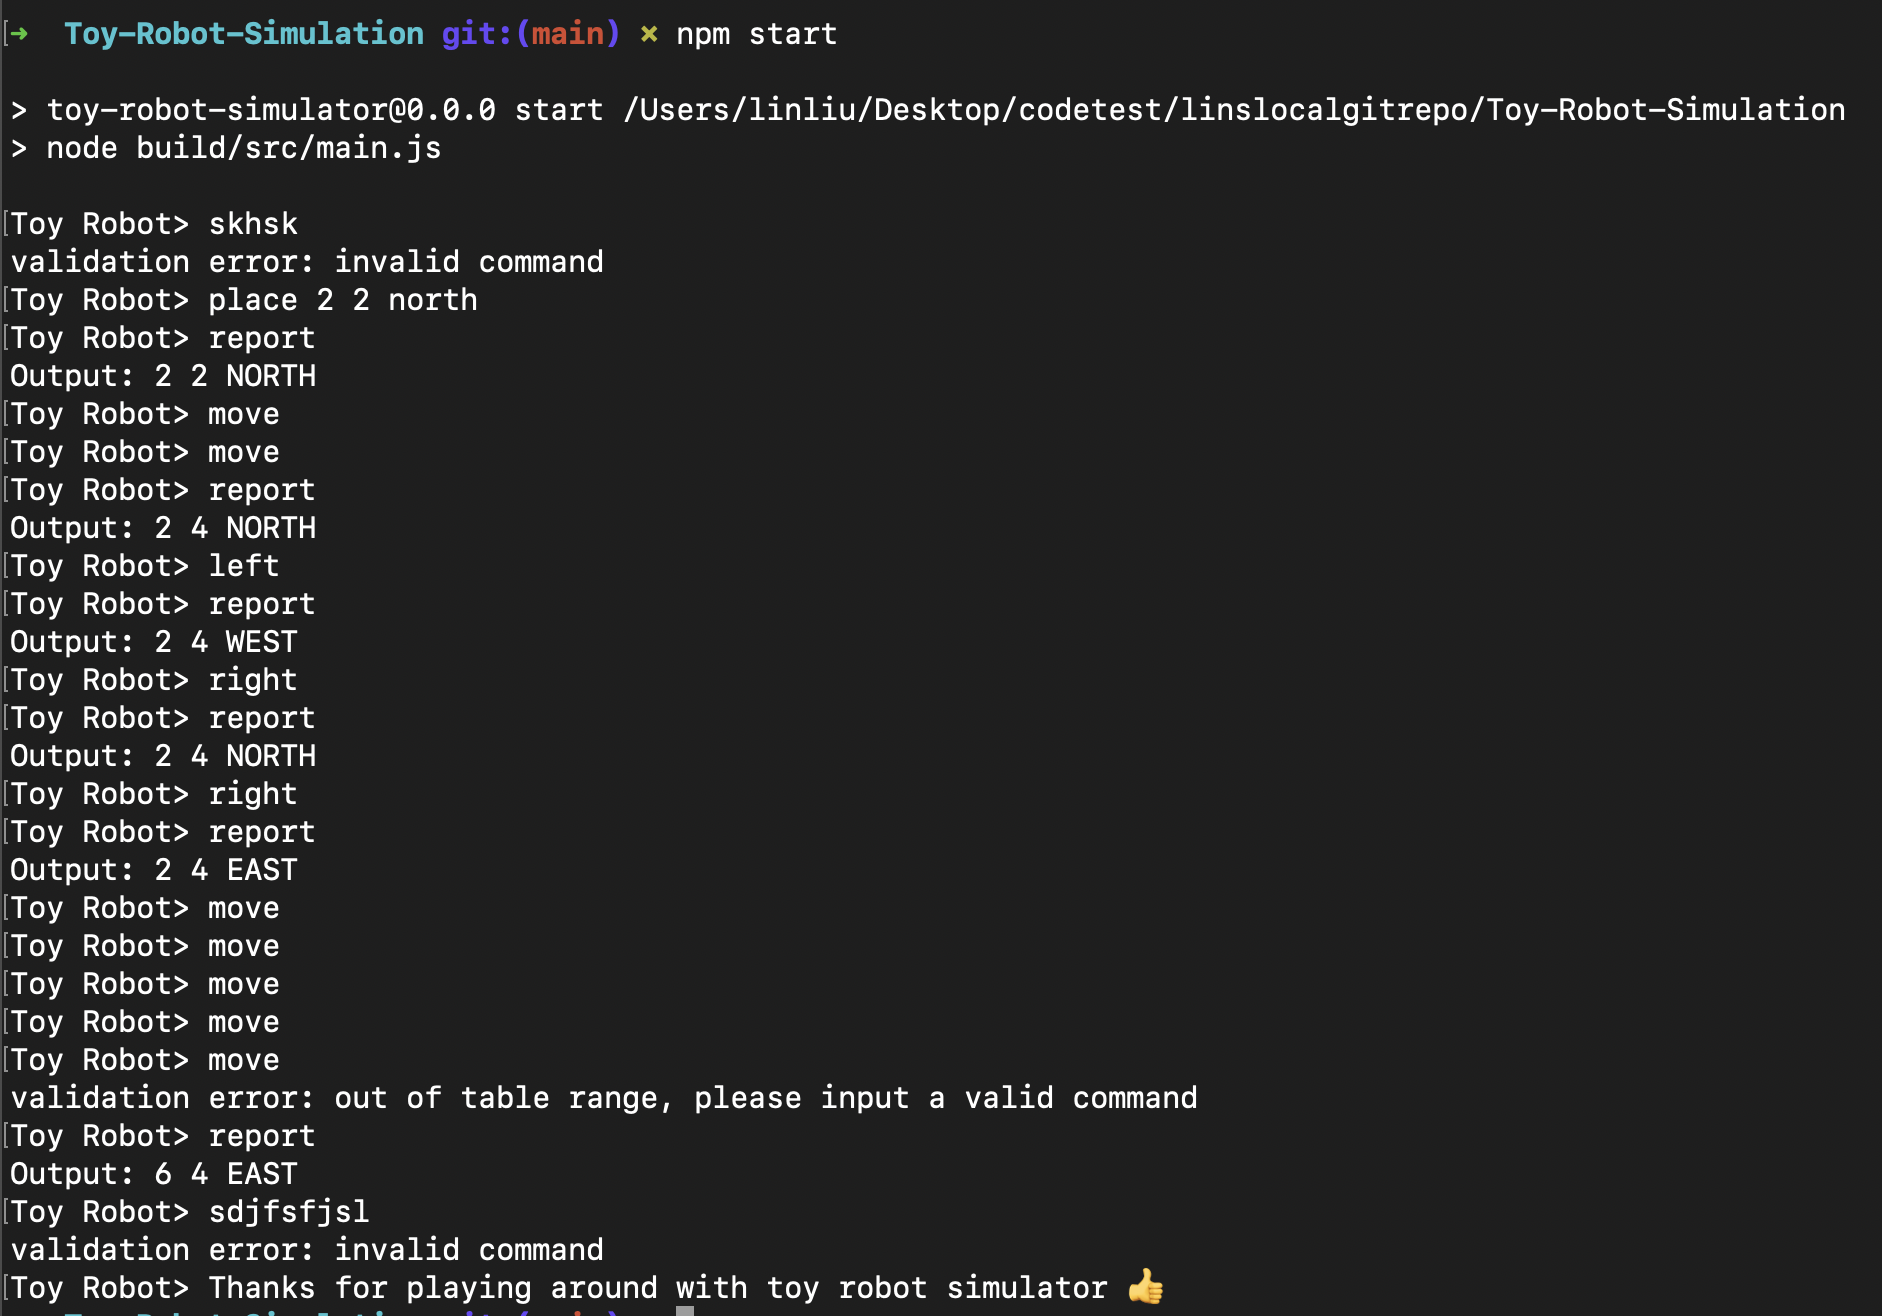 ➜  Toy-Robot-Simulation git:(main) ✗ npm start
> toy-robot-simulator@0.0.0 start /Users/linliu/Desktop/codetest/linslocalgitrepo/Toy-Robot-Simulation
> node build/src/main.js
Toy Robot> skhsk
validation error: invalid command
Toy Robot> place 2 2 north
Toy Robot> report
Output: 2 2 NORTH
Toy Robot> move
Toy Robot> move
Toy Robot> report
Output: 2 4 NORTH
Toy Robot> left
Toy Robot> report
Output: 2 4 WEST
Toy Robot> right
Toy Robot> report
Output: 2 4 NORTH
Toy Robot> right
Toy Robot> report
Output: 2 4 EAST
Toy Robot> move
Toy Robot> move
Toy Robot> move
Toy Robot> move
Toy Robot> move
validation error: out of table range, please input a valid command
Toy Robot> report
Output: 6 4 EAST
Toy Robot> sdjfsfjsl
validation error: invalid command
Toy Robot> Thanks for playing around with toy robot simulator 👍